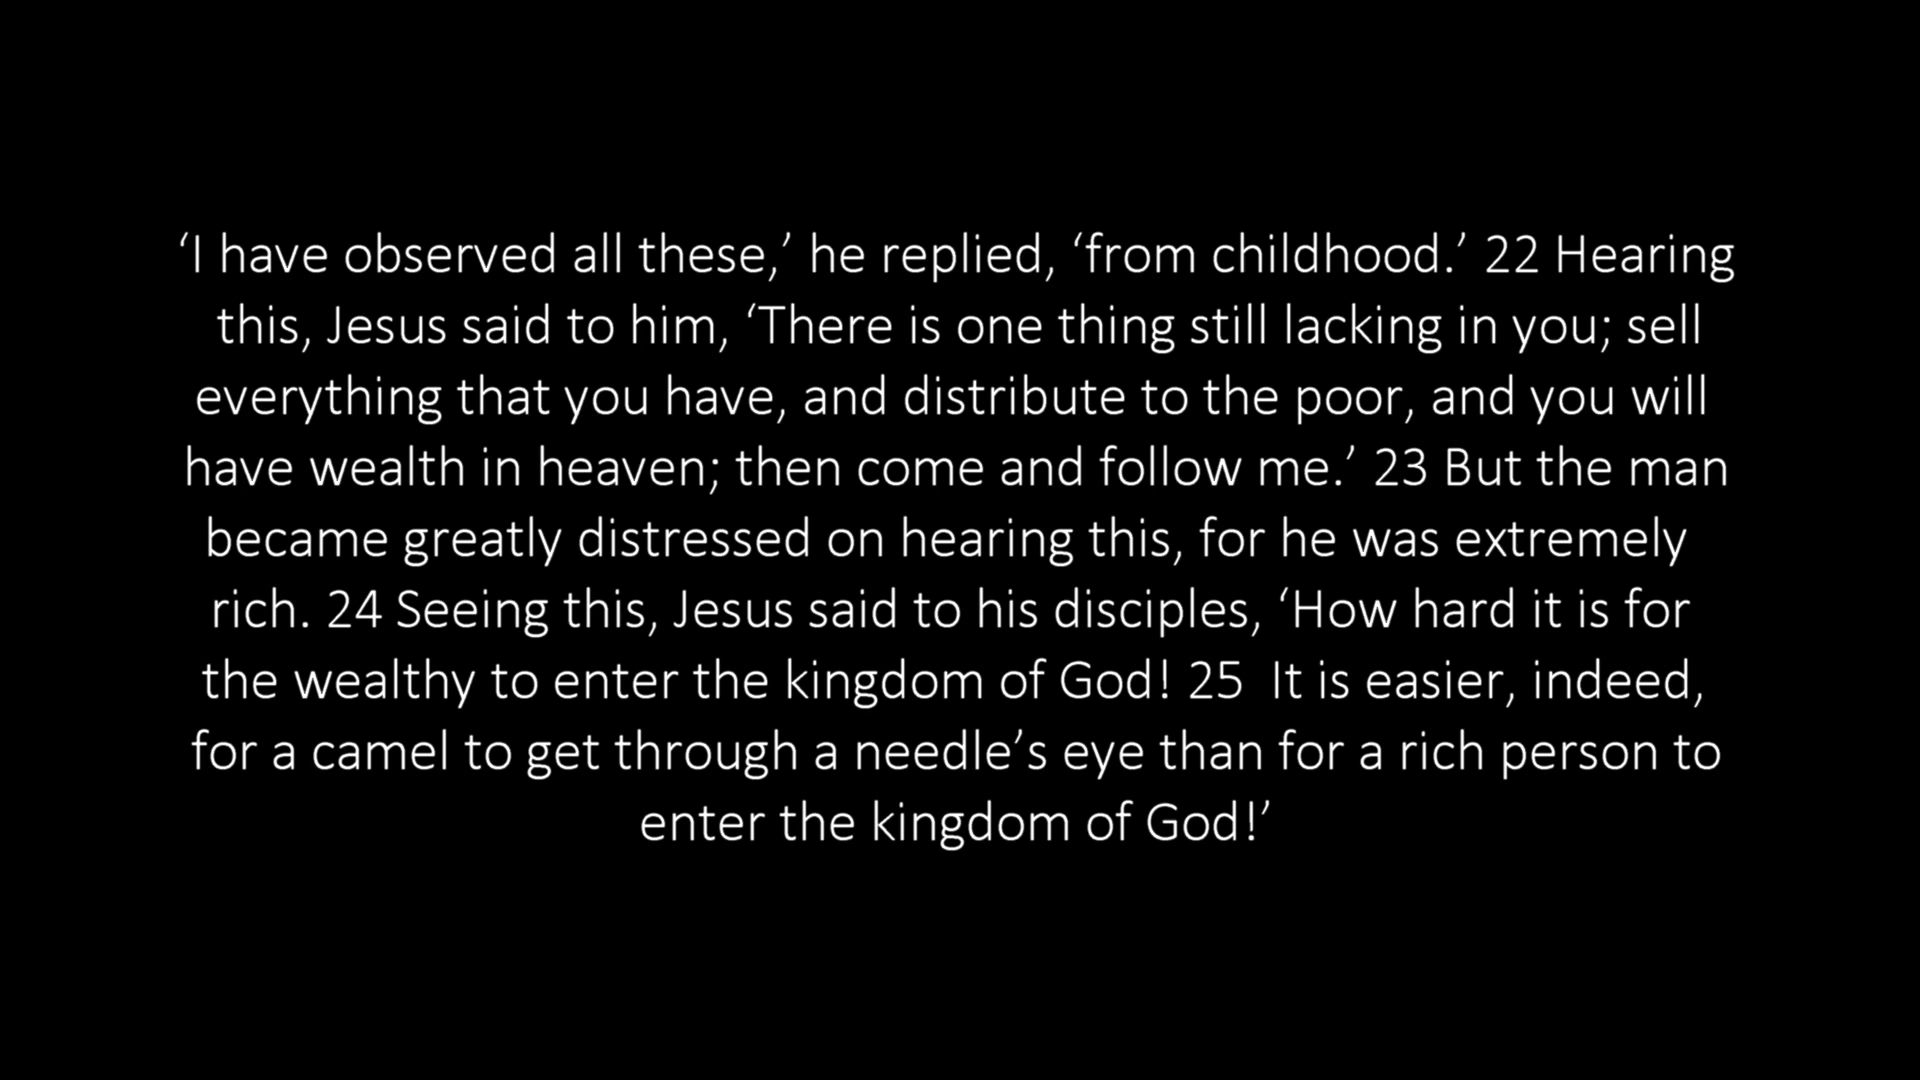 ‘I have observed all these,’ he replied, ‘from childhood.’ 22 Hearing
this, Jesus said to him, ‘There is one thing still lacking in you; sell
everything that you have, and distribute to the poor, and you will
have wealth in heaven; then come and follow me.’ 23 But the man
became greatly distressed on hearing this, for he was extremely
rich. 24 Seeing this, Jesus said to his disciples, ‘How hard it is for
the wealthy to enter the kingdom of God! 25  It is easier, indeed,
for a camel to get through a needle’s eye than for a rich person to
enter the kingdom of God!’